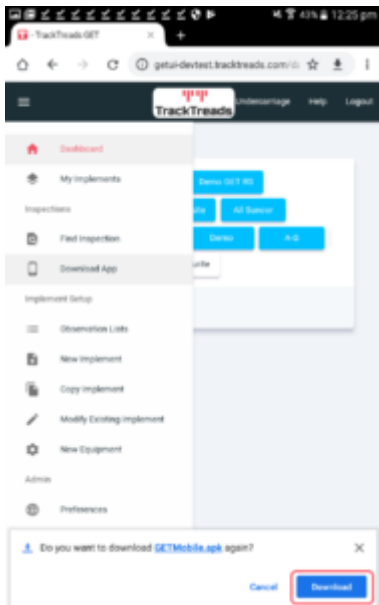 43% 12:25 pm
- TrackTreads GET
getui-devtest.tracktreads.com/d
TrackTreads
Undercarriage Help Logout
Dashboard
My Implements
Demo GET RS
Inspections
All Suncor
Find Inspection
Demo
A-G
Download App
Implement Setup
Observation Lists
New Implement
Copy Implement
Modify Existing Implement
New Equipment
Admin
Preferences
Do you want to download GETMobile.apk again?
Cancel Download